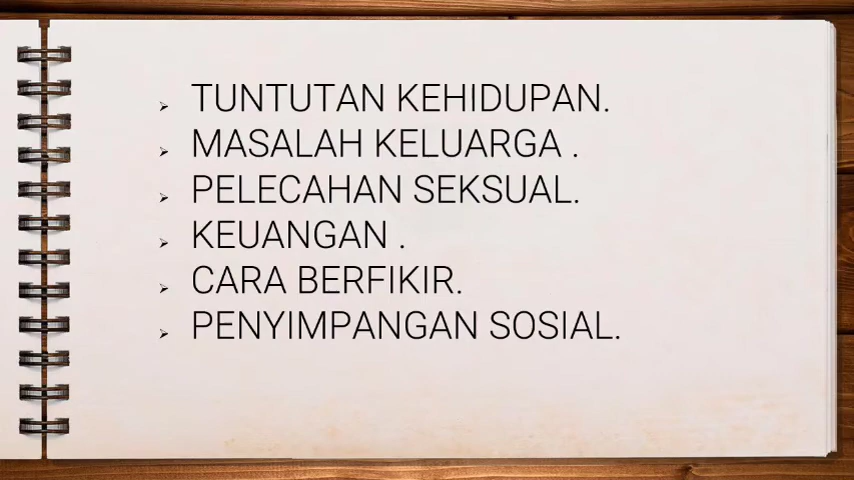 TUNTUTAN KEHIDUPAN.
MASALAH KELUARGA .
PELECAHAN SEKSUAL.
KEUANGAN .
CARA BERFIKIR.
PENYIMPANGAN SOSIAL.